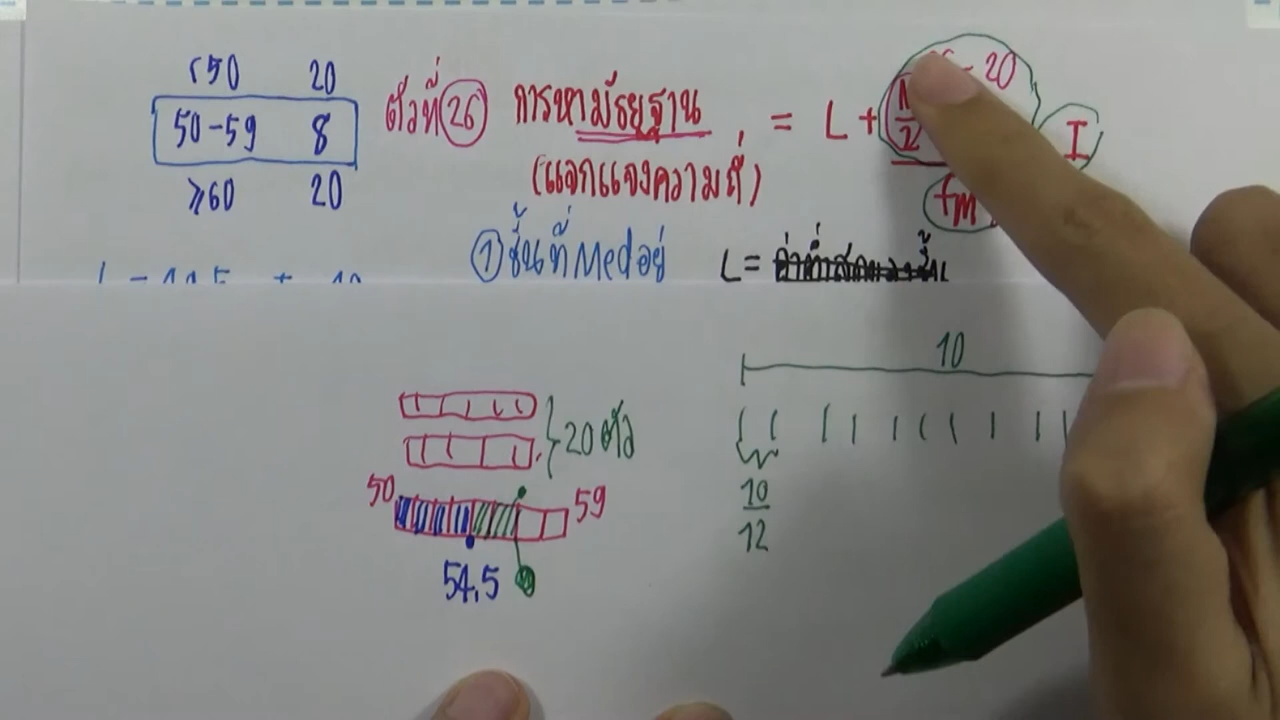 <50 20
50-59 8
≥60 20
ตัวที่ 26 การหามัธยฐาน = L +
(แจกแจงความถี่)
- 20
N
2
I
fm
① ชั้นที่ Med อยู่
L =
10
20 ตัว
50 59
54.5
10
12